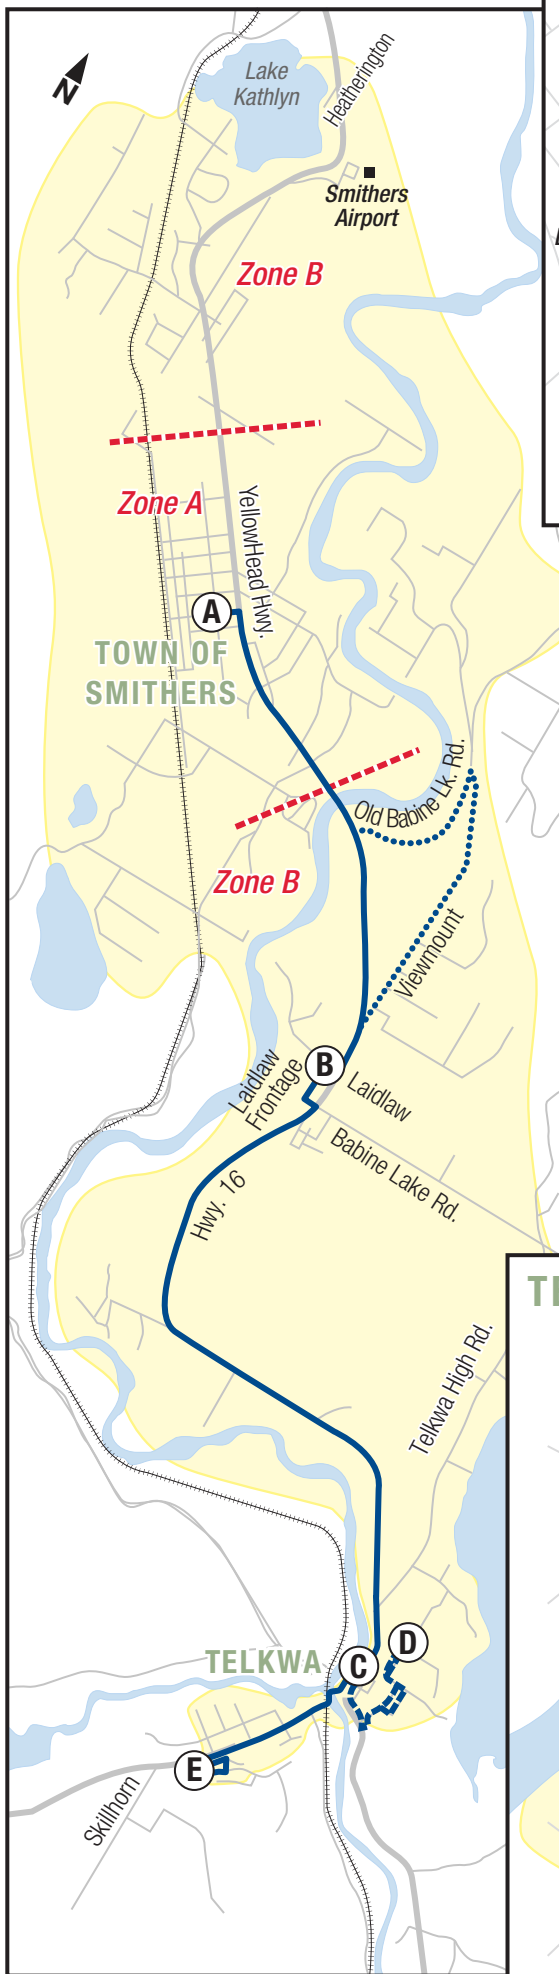 Lake
Kathlyn
Heatherington
N
Smithers
Airport
Zone B
Zone A
YellowHead Hwy.
A
TOWN OF
SMITHERS
Old Babine Lk. Rd.
Zone B
Viewmount
B
Laidlaw
Frontage
Laidlaw
Babine Lake Rd.
Hwy. 16
Telkwa High Rd.
D
TELKWA
C
E
Skillhorn